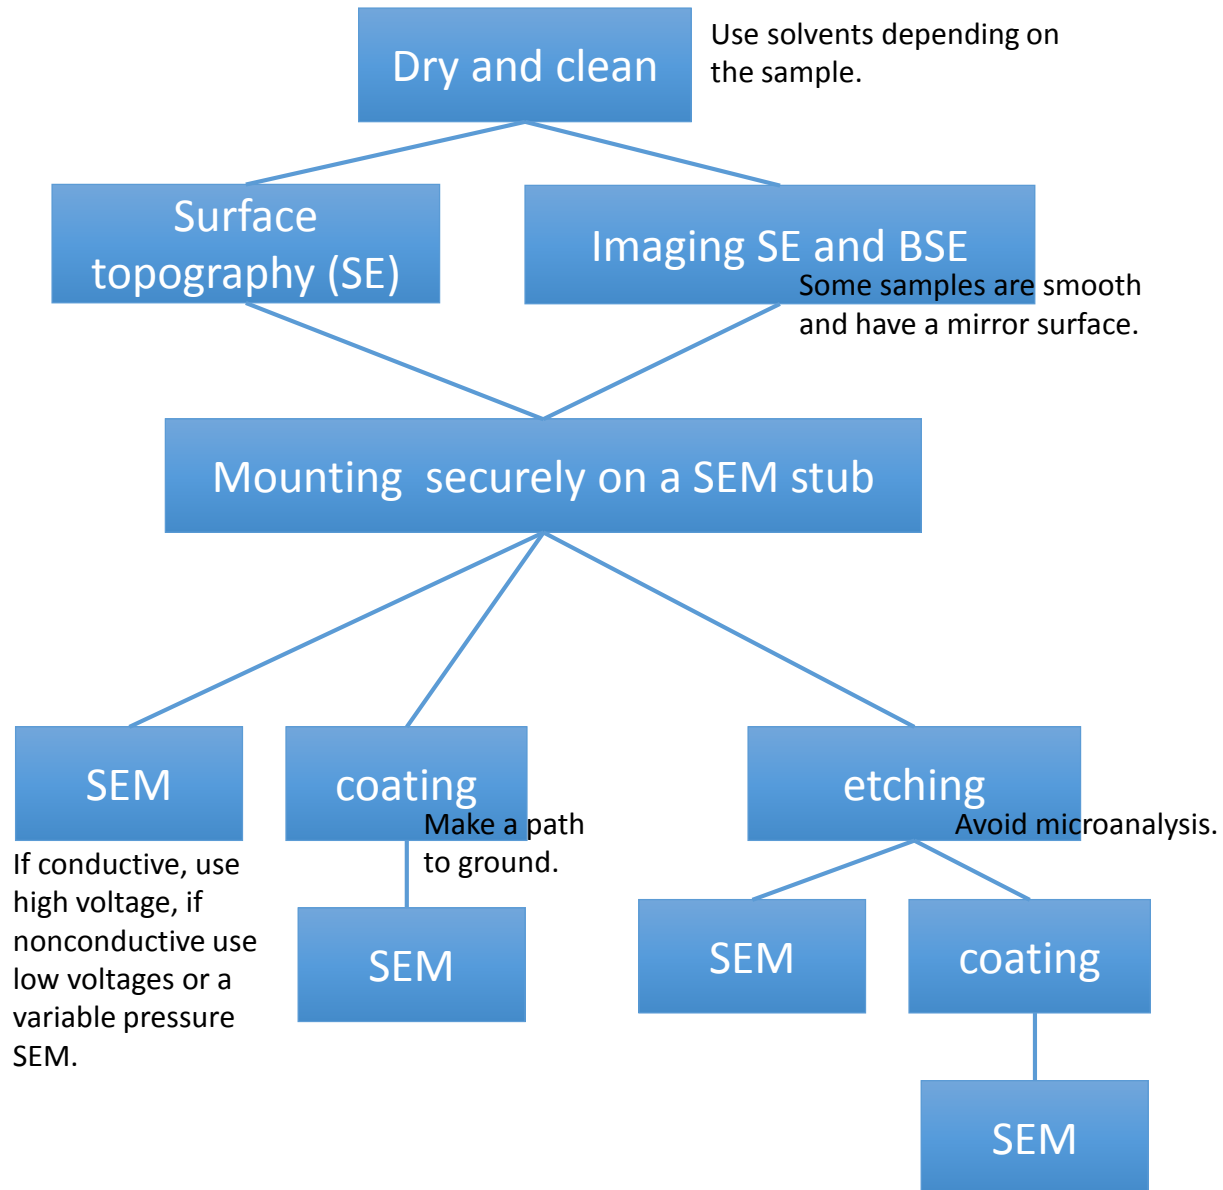 Dry and clean
Use solvents depending on
the sample.
Surface
topography (SE)
Imaging SE and BSE
Some samples are smooth
and have a mirror surface.
Mounting  securely on a SEM stub
SEM
If conductive, use
high voltage, if
nonconductive use
low voltages or a
variable pressure
SEM.
coating
Make a path
to ground.
SEM
etching
Avoid microanalysis.
SEM
coating
SEM